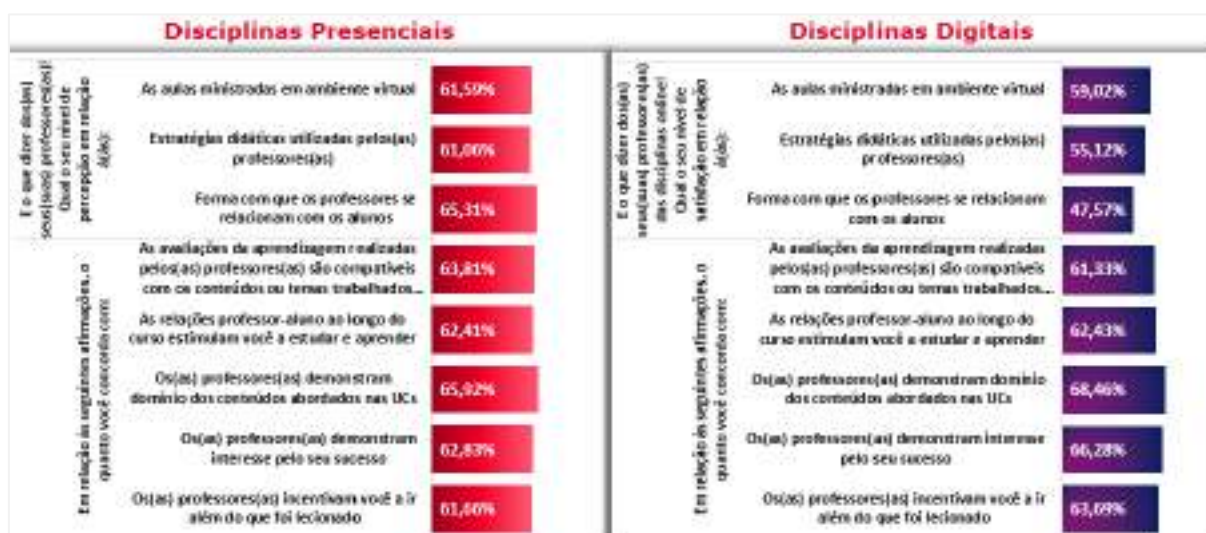 Disciplinas Presenciais
E o que dizer dos(as)
seus(suas) professores(as)!
Qual o seu nível de
percepção em relação
à(às):
As aulas ministradas em ambiente virtual
61,59%
Estratégias didáticas utilizadas pelos(as)
professores(as)
61,06%
Forma com que os professores se
relacionam com os alunos
65,31%
Em relação às seguintes afirmações, o
quanto você concorda com:
As avaliações da aprendizagem realizadas
pelos(as) professores(as) são compatíveis
com os conteúdos ou temas trabalhados...
63,81%
As relações professor-aluno ao longo do
curso estimulam você a estudar e aprender
62,41%
Os(as) professores(as) demonstram
domínio dos conteúdos abordados nas UCs
65,92%
Os(as) professores(as) demonstram
interesse pelo seu sucesso
62,83%
Os(as) professores(as) incentivam você a ir
além do que foi lecionado
61,66%
Disciplinas Digitais
E o que dizer dos(as)
seus(suas) professores(as)
das disciplinas online!
Qual o seu nível de
satisfação em relação
à(às):
As aulas ministradas em ambiente virtual
59,02%
Estratégias didáticas utilizadas pelos(as)
professores(as)
55,12%
Forma com que os professores se relacionam
com os alunos
47,57%
Em relação às seguintes afirmações, o
quanto você concorda com:
As avaliações da aprendizagem realizadas
pelos(as) professores(as) são compatíveis
com os conteúdos ou temas trabalhados...
61,33%
As relações professor-aluno ao longo do
curso estimulam você a estudar e aprender
62,43%
Os(as) professores(as) demonstram domínio
dos conteúdos abordados nas UCs
68,46%
Os(as) professores(as) demonstram interesse
pelo seu sucesso
66,28%
Os(as) professores(as) incentivam você a ir
além do que foi lecionado
63,69%